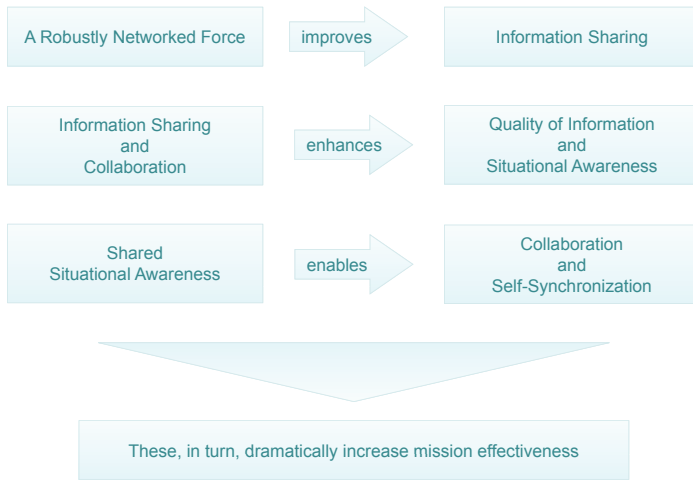 A Robustly Networked Force
improves
Information Sharing
Information Sharing
and
Collaboration
enhances
Quality of Information
and
Situational Awareness
Shared
Situational Awareness
enables
Collaboration
and
Self-Synchronization
These, in turn, dramatically increase mission effectiveness